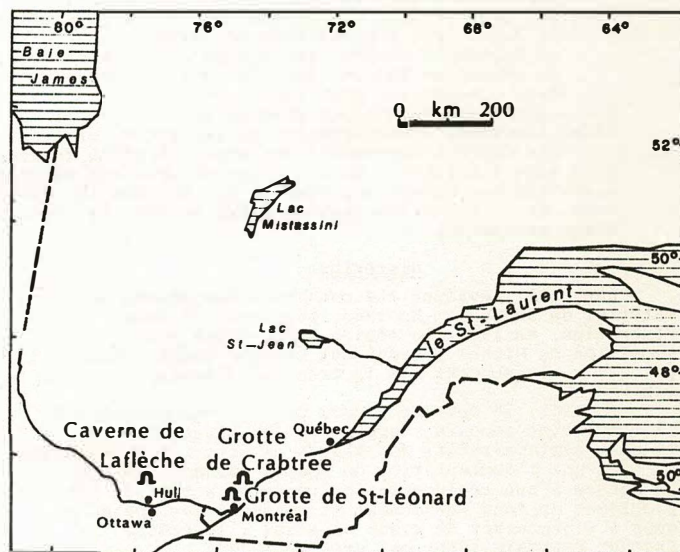 80° 76° 72° 68° 64°
Baie
James
0 km 200
52°
Lac
Mistassini
50°
le St-Laurent
Lac
St-Jean
48°
Caverne de
Laflèche
Grotte
de Crabtree
Québec
50°
Hull
Grotte de St-Léonard
Ottawa
Montréal